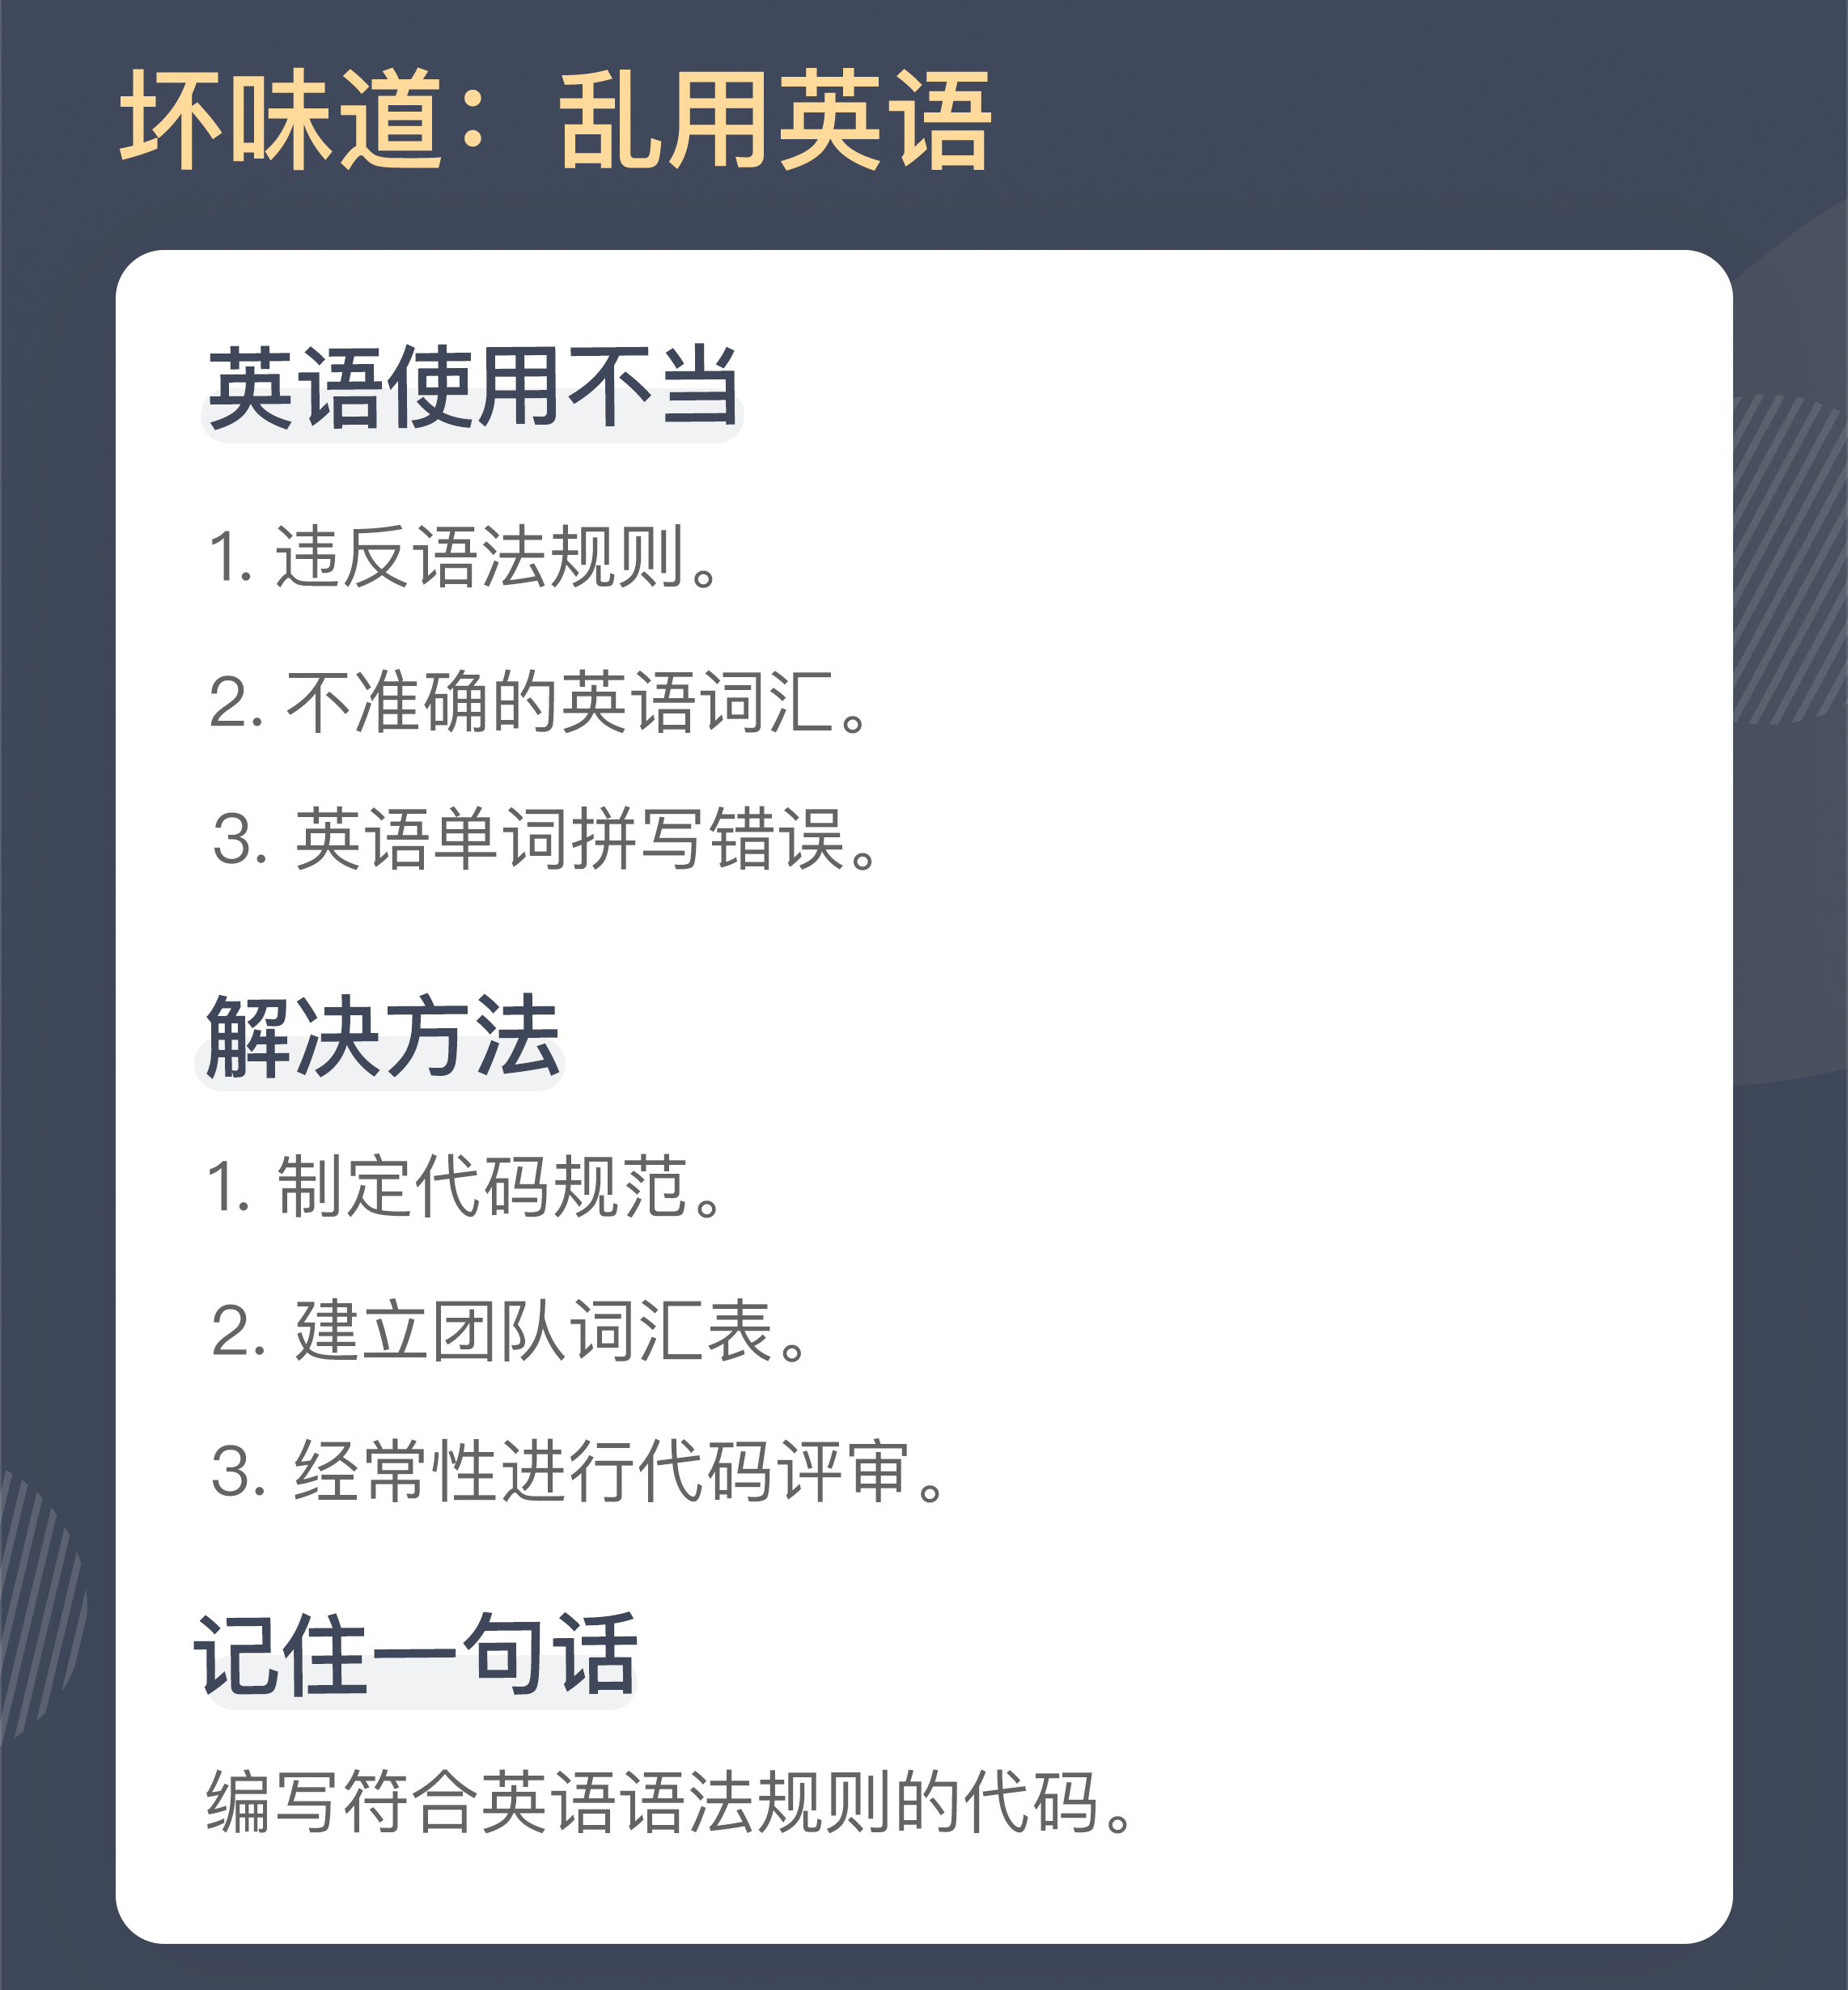 坏味道：乱用英语
英语使用不当
1. 违反语法规则。
2. 不准确的英语词汇。
3. 英语单词拼写错误。
解决方法
1. 制定代码规范。
2. 建立团队词汇表。
3. 经常性进行代码评审。
记住一句话
编写符合英语语法规则的代码。